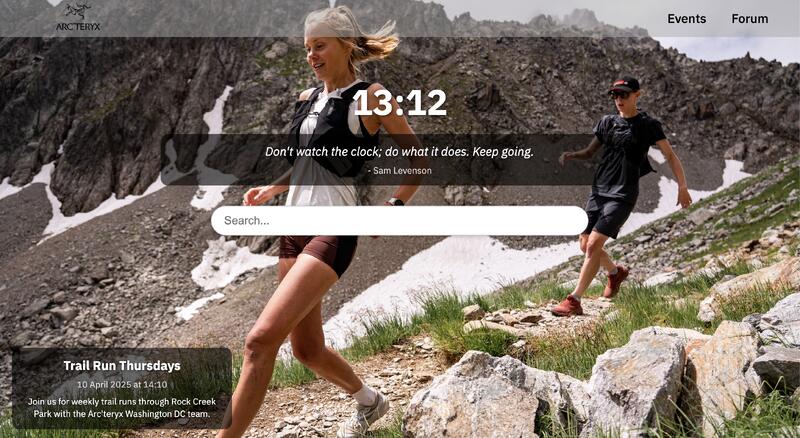 ARC'TERYX
Events
Forum
13:12
Don't watch the clock; do what it does. Keep going.
- Sam Levenson
Search...
Trail Run Thursdays
10 April 2025 at 14:10
Join us for weekly trail runs through Rock Creek
Park with the Arc'teryx Washington DC team.